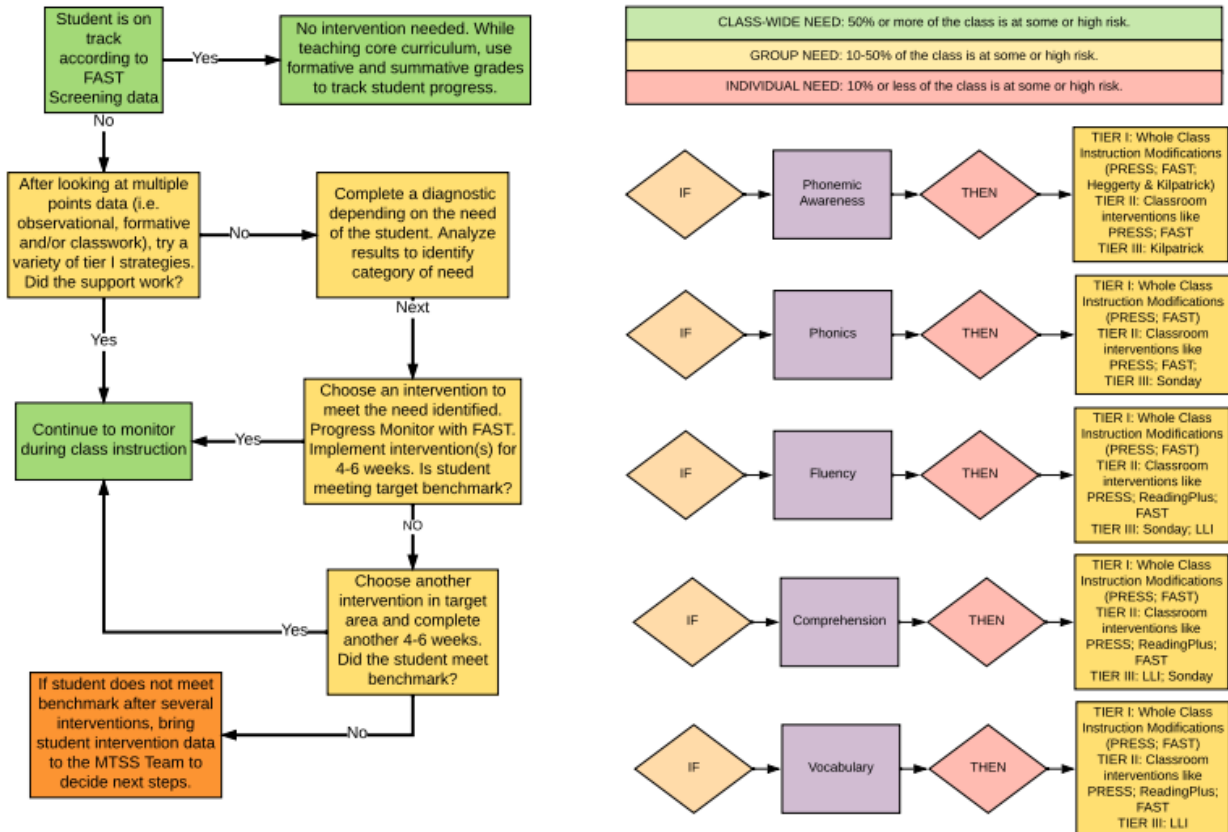 Student is on
track
according to
FAST
Screening data
Yes
No intervention needed. While
teaching core curriculum, use
formative and summative grades
to track student progress.
No
After looking at multiple
points data (i.e.
observational, formative
and/or classwork), try a
variety of tier I strategies.
Did the support work?
No
Complete a diagnostic
depending on the need
of the student. Analyze
results to identify
category of need
Yes
Next
Continue to monitor
during class instruction
Yes
Choose an intervention to
meet the need identified.
Progress Monitor with FAST.
Implement intervention(s) for
4-6 weeks. Is student
meeting target benchmark?
NO
Choose another
intervention in target
area and complete
another 4-6 weeks.
Did the student meet
benchmark?
Yes
No
If student does not meet
benchmark after several
interventions, bring
student intervention data
to the MTSS Team to
decide next steps.
CLASS-WIDE NEED: 50% or more of the class is at some or high risk.
GROUP NEED: 10-50% of the class is at some or high risk.
INDIVIDUAL NEED: 10% or less of the class is at some or high risk.
IF
Phonemic
Awareness
THEN
TIER I: Whole Class
Instruction Modifications
(PRESS; FAST;
Heggerty & Kilpatrick)
TIER II: Classroom
interventions like
PRESS; FAST
TIER III: Kilpatrick
IF
Phonics
THEN
TIER I: Whole Class
Instruction Modifications
(PRESS; FAST)
TIER II: Classroom
interventions like
PRESS; FAST;
TIER III: Sonday
IF
Fluency
THEN
TIER I: Whole Class
Instruction Modifications
(PRESS; FAST)
TIER II: Classroom
interventions like
PRESS; ReadingPlus;
FAST
TIER III: Sonday; LLI
IF
Comprehension
THEN
TIER I: Whole Class
Instruction Modifications
(PRESS; FAST)
TIER II: Classroom
interventions like
PRESS; ReadingPlus;
FAST
TIER III: LLI; Sonday
IF
Vocabulary
THEN
TIER I: Whole Class
Instruction Modifications
(PRESS; FAST)
TIER II: Classroom
interventions like
PRESS; ReadingPlus;
FAST
TIER III: LLI